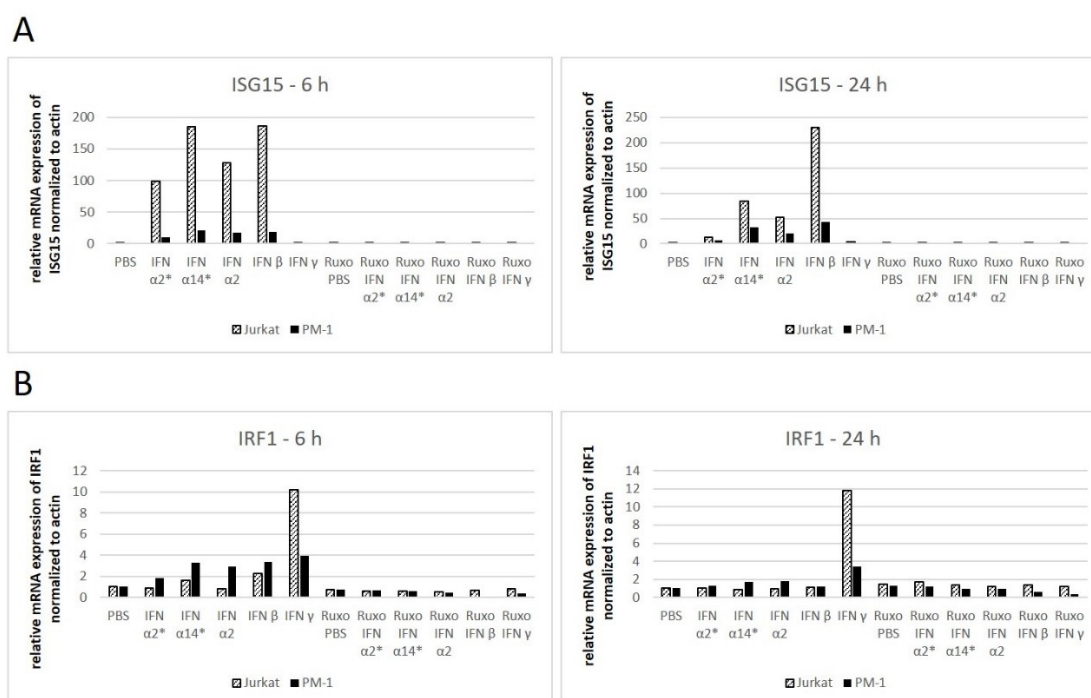 A
ISG15 - 6 h
relative mRNA expression of
ISG15 normalized to actin
200
150
100
50
0
PBS IFN α2* IFN α14* IFN α2 IFN β IFN γ Ruxo PBS Ruxo IFN α2* Ruxo IFN α14* Ruxo IFN α2 Ruxo IFN β Ruxo IFN γ
Jurkat PM-1
ISG15 - 24 h
relative mRNA expression of
ISG15 normalized to actin
250
200
150
100
50
0
PBS IFN α2* IFN α14* IFN α2 IFN β IFN γ Ruxo PBS Ruxo IFN α2* Ruxo IFN α14* Ruxo IFN α2 Ruxo IFN β Ruxo IFN γ
Jurkat PM-1
B
IRF1 - 6 h
relative mRNA expression of IRF1
normalized to actin
12
10
8
6
4
2
0
PBS IFN α2* IFN α14* IFN α2 IFN β IFN γ Ruxo PBS Ruxo IFN α2* Ruxo IFN α14* Ruxo IFN α2 Ruxo IFN β Ruxo IFN γ
Jurkat PM-1
IRF1 - 24 h
relative mRNA expression of IRF1
normalized to actin
14
12
10
8
6
4
2
0
PBS IFN α2* IFN α14* IFN α2 IFN β IFN γ Ruxo PBS Ruxo IFN α2* Ruxo IFN α14* Ruxo IFN α2 Ruxo IFN β Ruxo IFN γ
Jurkat PM-1